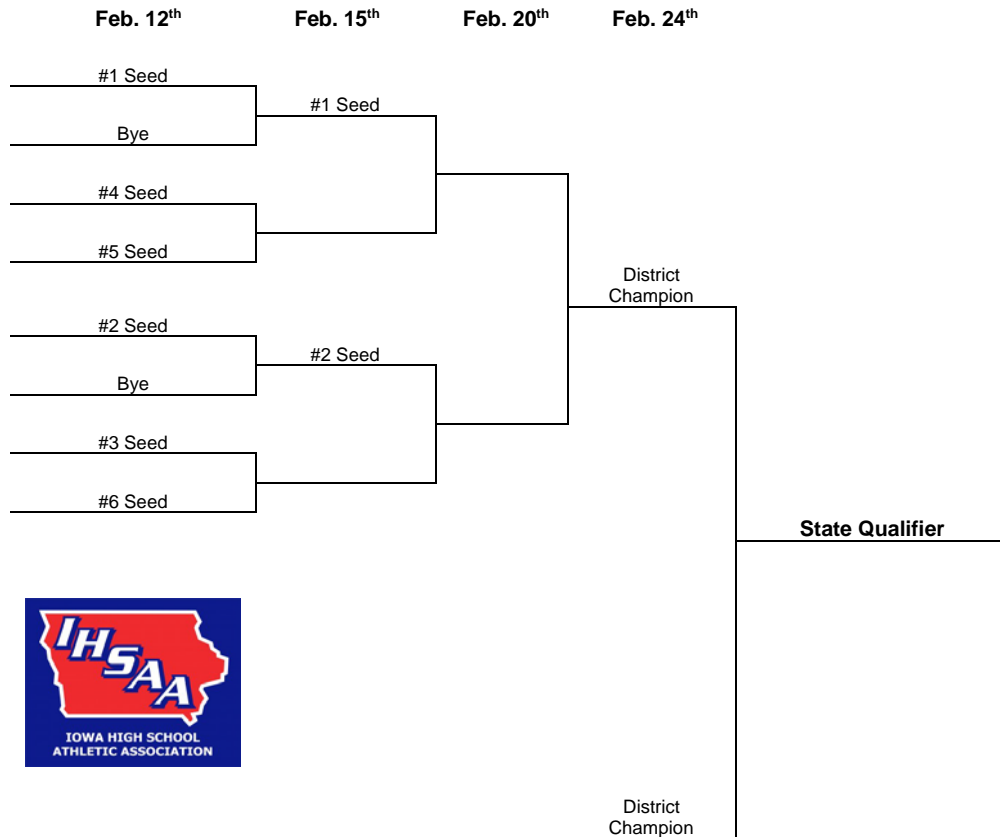 Feb. 12th Feb. 15th Feb. 20th Feb. 24th
#1 Seed
#1 Seed
Bye
#4 Seed
#5 Seed
District
Champion
#2 Seed
#2 Seed
Bye
#3 Seed
#6 Seed
State Qualifier
IHSAA
IOWA HIGH SCHOOL
ATHLETIC ASSOCIATION
District
Champion